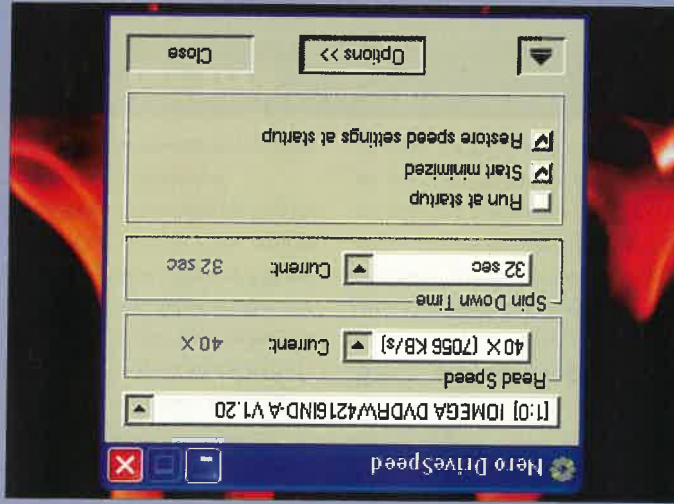 Nero DriveSpeed
[1:0] IOMEGA DVDRW4216IND-A V1.20
Read Speed
40 X (7056 KB/s) Current: 40 X
Spin Down Time
32 sec Current: 32 sec
Run at startup
Start minimized
Restore speed settings at startup
Options >> Close